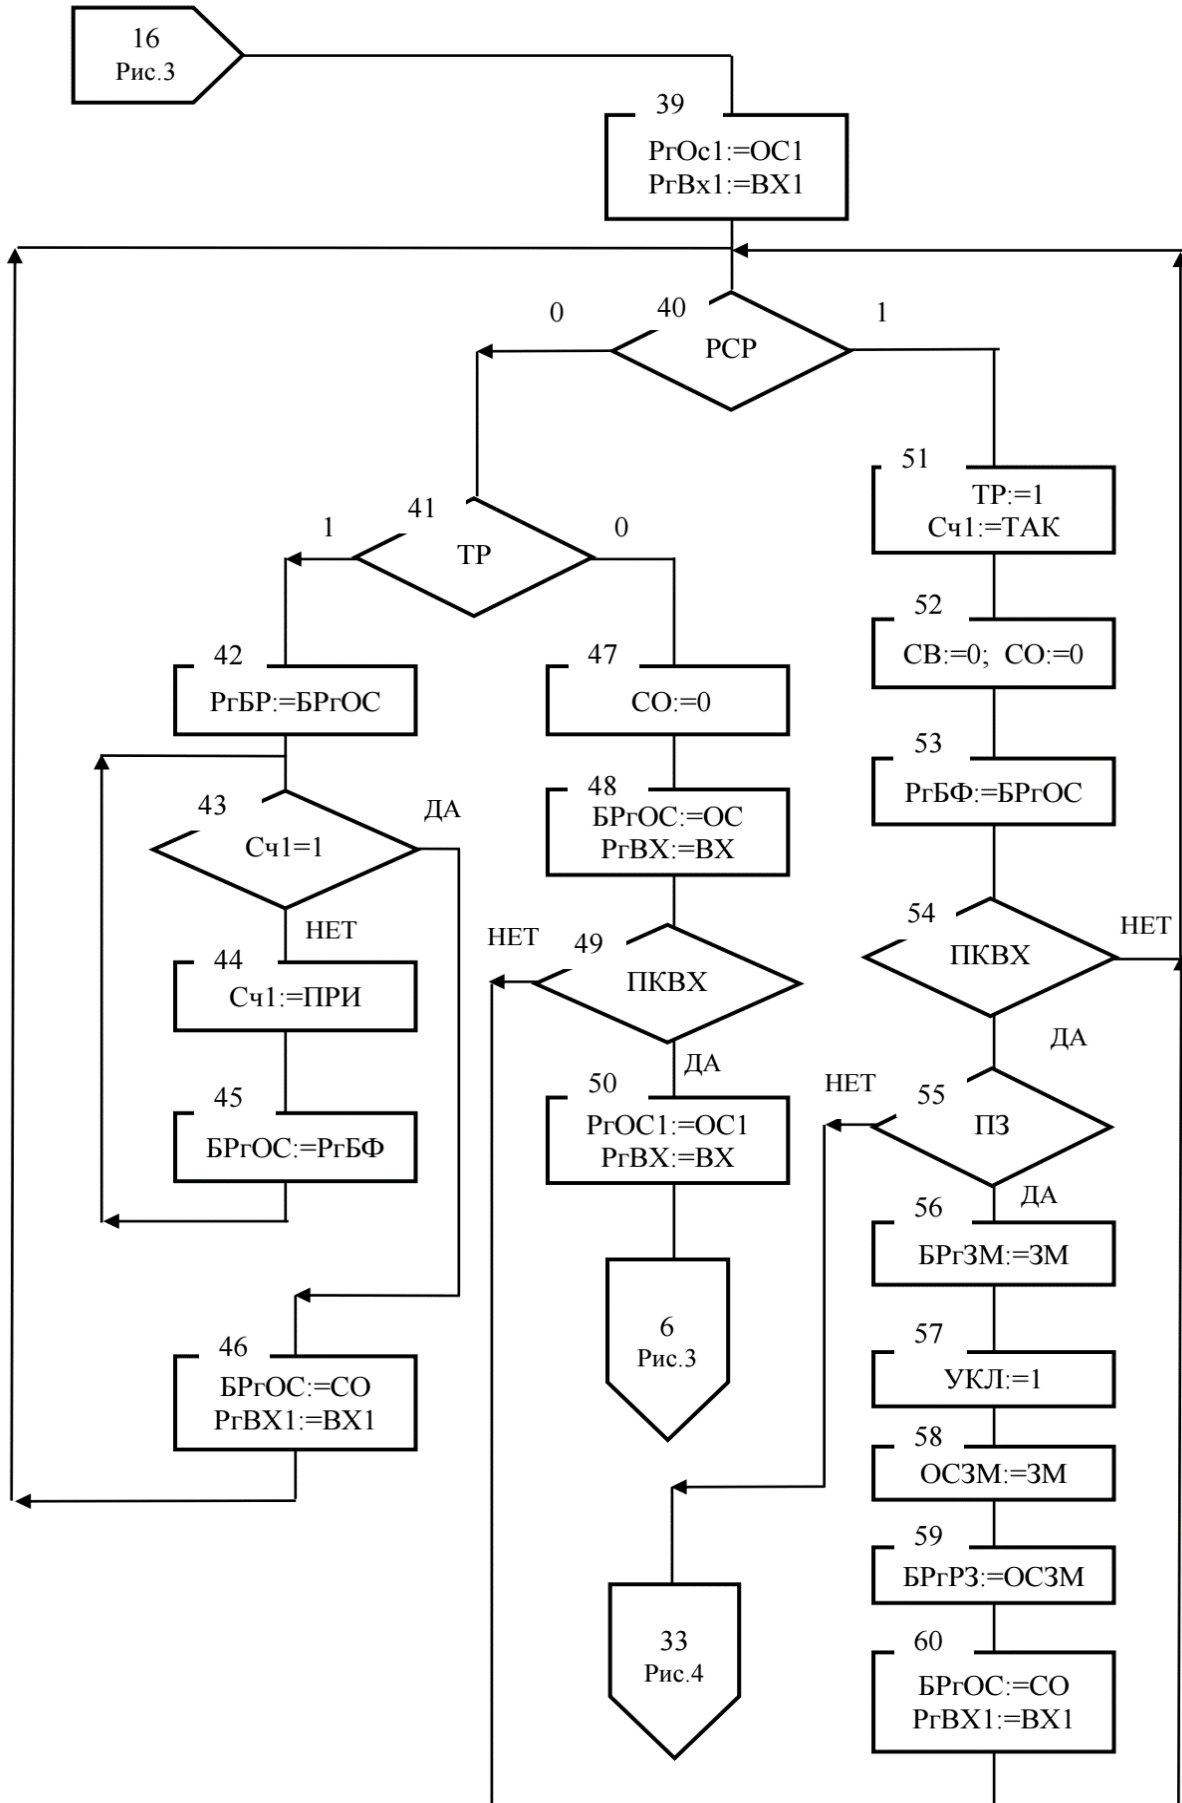 16
Рис.3
39
РгОс1:=ОС1
РгВх1:=ВХ1
0
40
1
РСР
51
ТР:=1
Сч1:=ТАК
41
1
0
ТР
52
СВ:=0; СО:=0
42
РгБР:=БРгОС
47
СО:=0
53
РгБФ:=БРгОС
43
ДА
Сч1=1
48
БРгОС:=ОС
РгВХ:=ВХ
НЕТ
НЕТ
49
ПКВХ
54
НЕТ
ПКВХ
44
Сч1:=ПРИ
ДА
ДА
45
БРгОС:=РгБФ
50
РгОС1:=ОС1
РгВХ:=ВХ
НЕТ
55
ПЗ
ДА
56
БРгЗМ:=ЗМ
6
Рис.3
57
УКЛ:=1
46
БРгОС:=СО
РгВХ1:=ВХ1
58
ОСЗМ:=ЗМ
59
БРгРЗ:=ОСЗМ
33
Рис.4
60
БРгОС:=СО
РгВХ1:=ВХ1